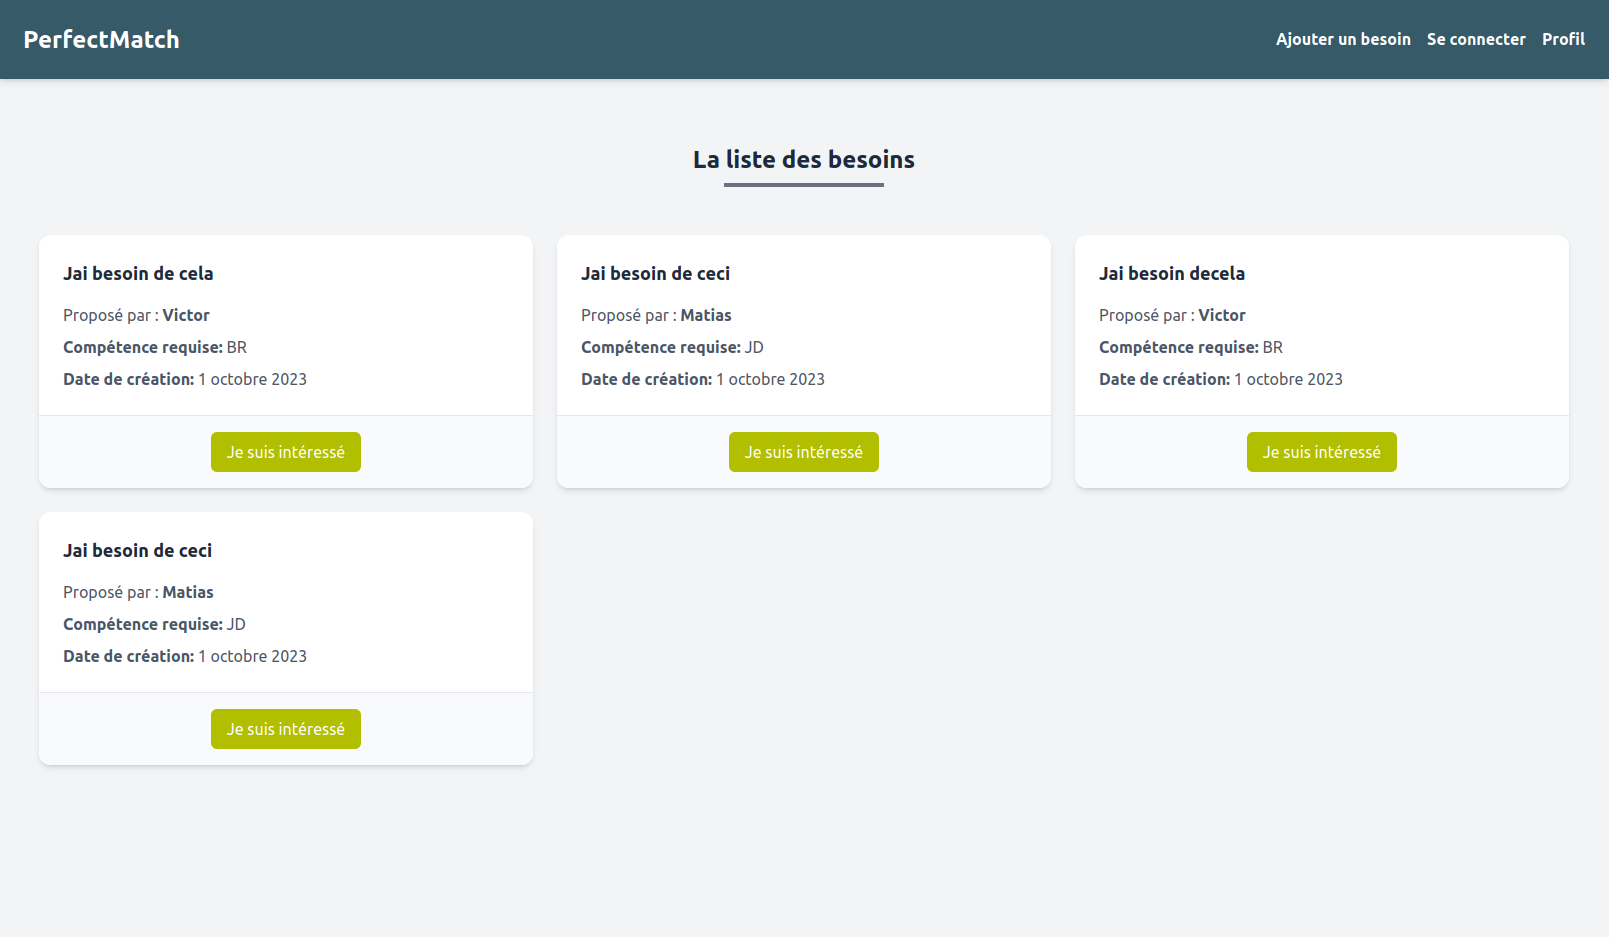 PerfectMatch
Ajouter un besoin Se connecter Profil
La liste des besoins
Jai besoin de cela
Proposé par : Victor
Compétence requise: BR
Date de création: 1 octobre 2023
Je suis intéressé
Jai besoin de ceci
Proposé par : Matias
Compétence requise: JD
Date de création: 1 octobre 2023
Je suis intéressé
Jai besoin decela
Proposé par : Victor
Compétence requise: BR
Date de création: 1 octobre 2023
Je suis intéressé
Jai besoin de ceci
Proposé par : Matias
Compétence requise: JD
Date de création: 1 octobre 2023
Je suis intéressé